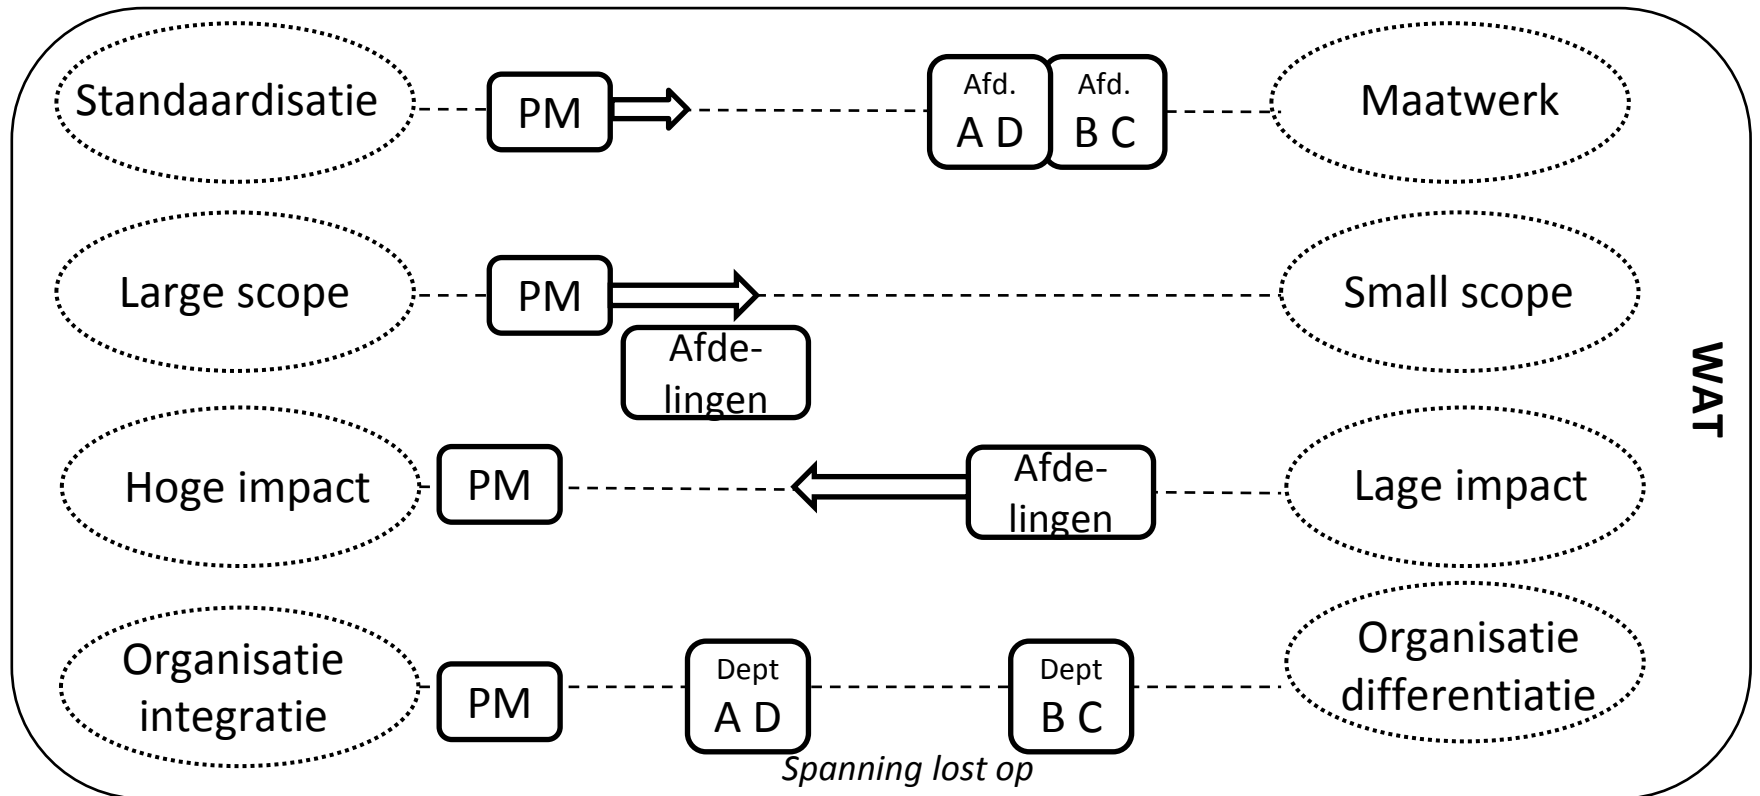 Standaardisatie
PM
Afd.
A D
Afd.
B C
Maatwerk
Large scope
PM
Afde-
lingen
Small scope
WAT
Hoge impact
PM
Afde-
lingen
Lage impact
Organisatie
integratie
PM
Dept
A D
Dept
B C
Organisatie
differentiatie
Spanning lost op